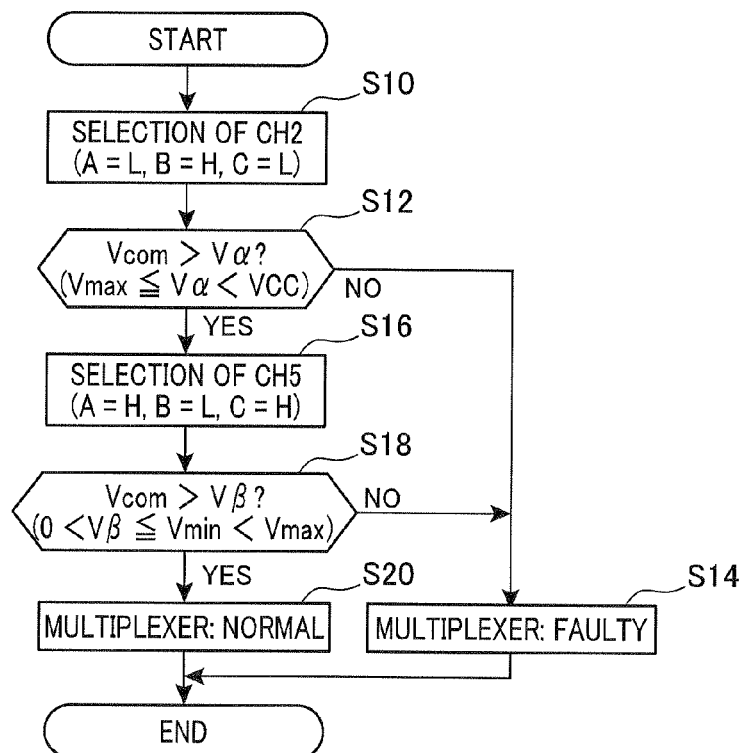 START
S10
SELECTION OF CH2
(A = L, B = H, C = L)
S12
Vcom > Vα?
(Vmax ≦ Vα < VCC)
NO
YES
S16
SELECTION OF CH5
(A = H, B = L, C = H)
S18
Vcom > Vβ?
(0 < Vβ ≦ Vmin < Vmax)
NO
YES
S20
S14
MULTIPLEXER: NORMAL
MULTIPLEXER: FAULTY
END